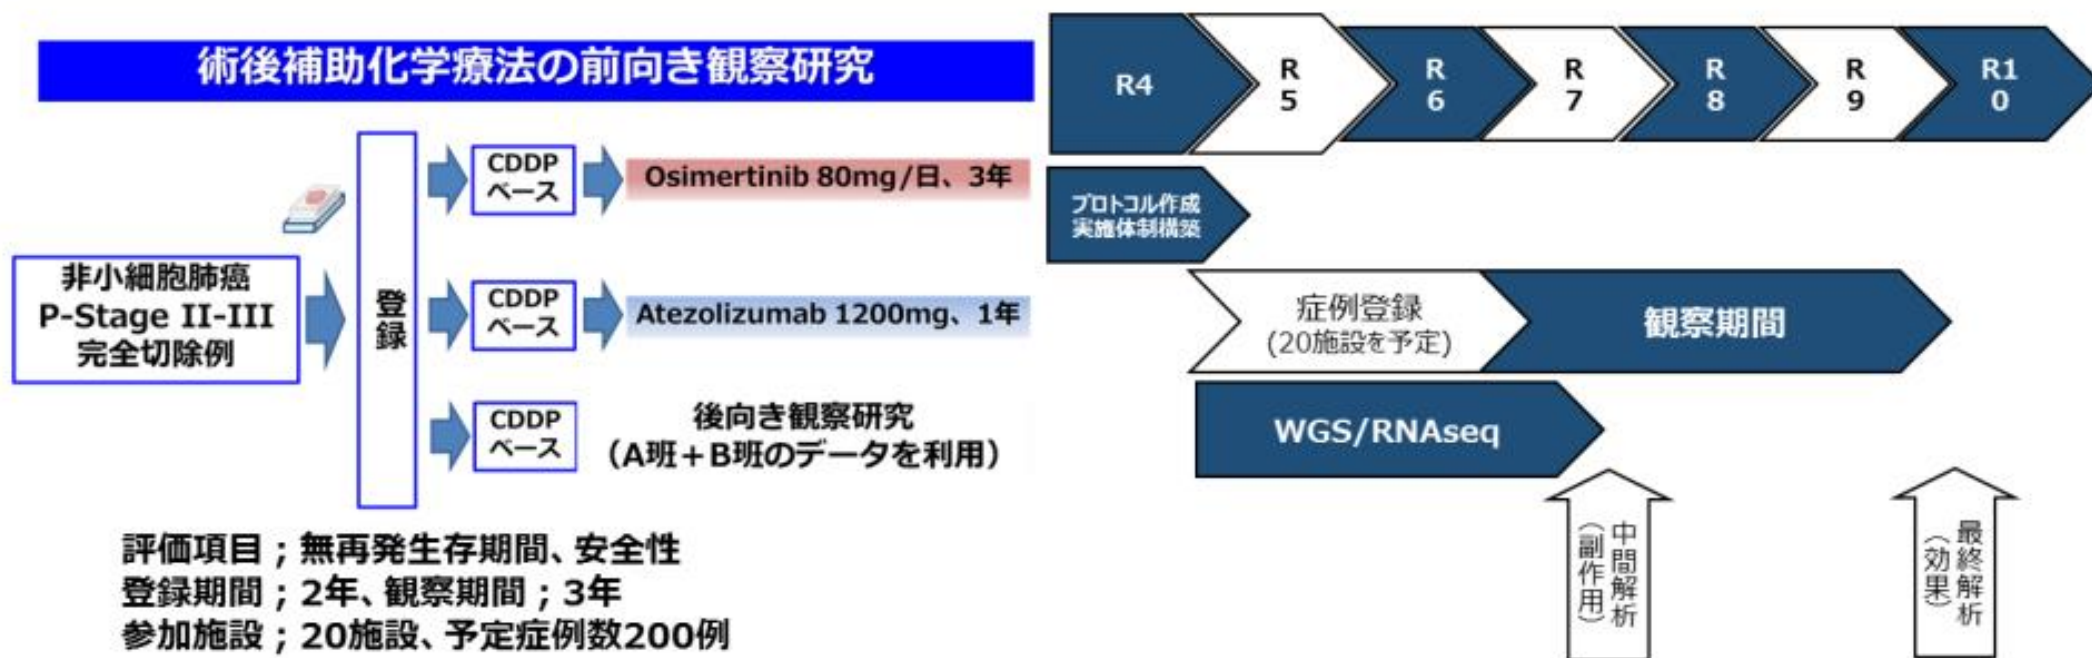 術後補助化学療法の前向き観察研究
非小細胞肺癌
P-Stage II-III
完全切除例
登録
CDDP
ベース
Osimertinib 80mg/日、3年
CDDP
ベース
Atezolizumab 1200mg、1年
CDDP
ベース
後向き観察研究
（A班＋B班のデータを利用）
評価項目；無再発生存期間、安全性
登録期間；2年、観察期間；3年
参加施設；20施設、予定症例数200例
R4
R
5
R
6
R
7
R
8
R
9
R1
0
プロトコル作成
実施体制構築
症例登録
(20施設を予定)
観察期間
WGS/RNAseq
中間解析
（副作用）
最終解析
（効果）